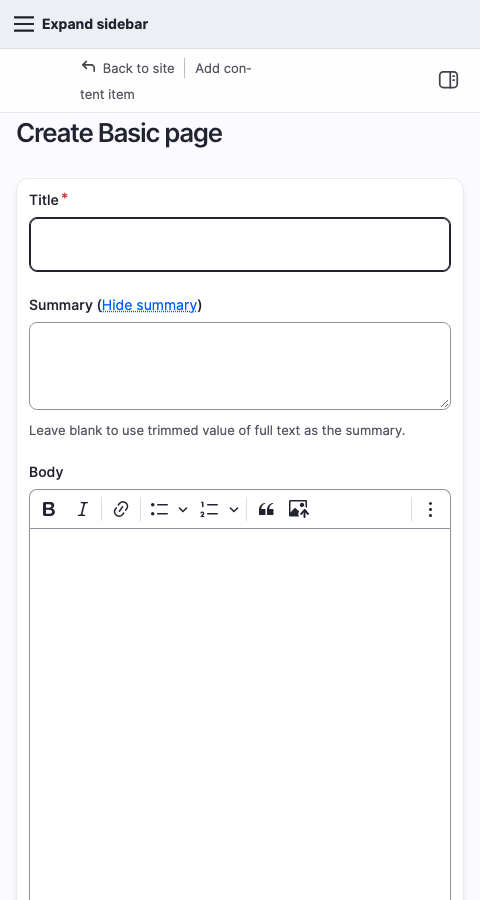 Expand sidebar
Back to site
Add con-
tent item
Create Basic page
Title *
Summary (Hide summary)
Leave blank to use trimmed value of full text as the summary.
Body
B I